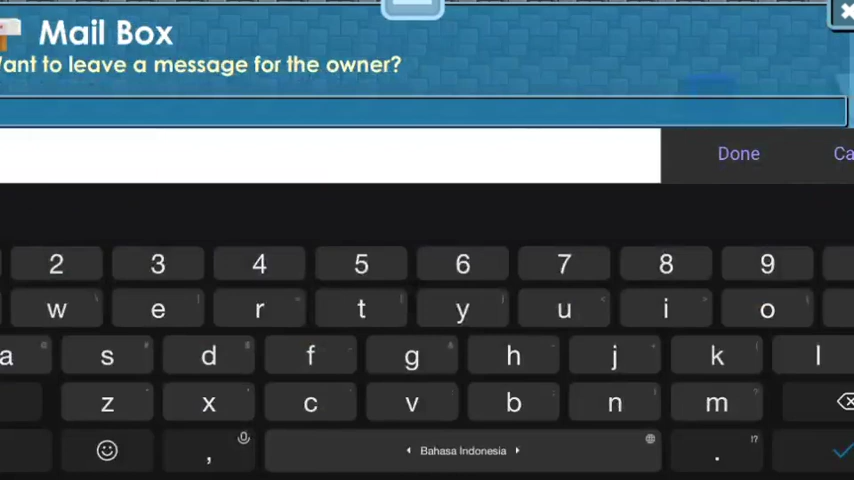 Mail Box
Want to leave a message for the owner?
Done
Ca
2 3 4 5 6 7 8 9
w e r t y u i o
a s d f g h j k l
z x c v b n m
, Bahasa Indonesia . !?